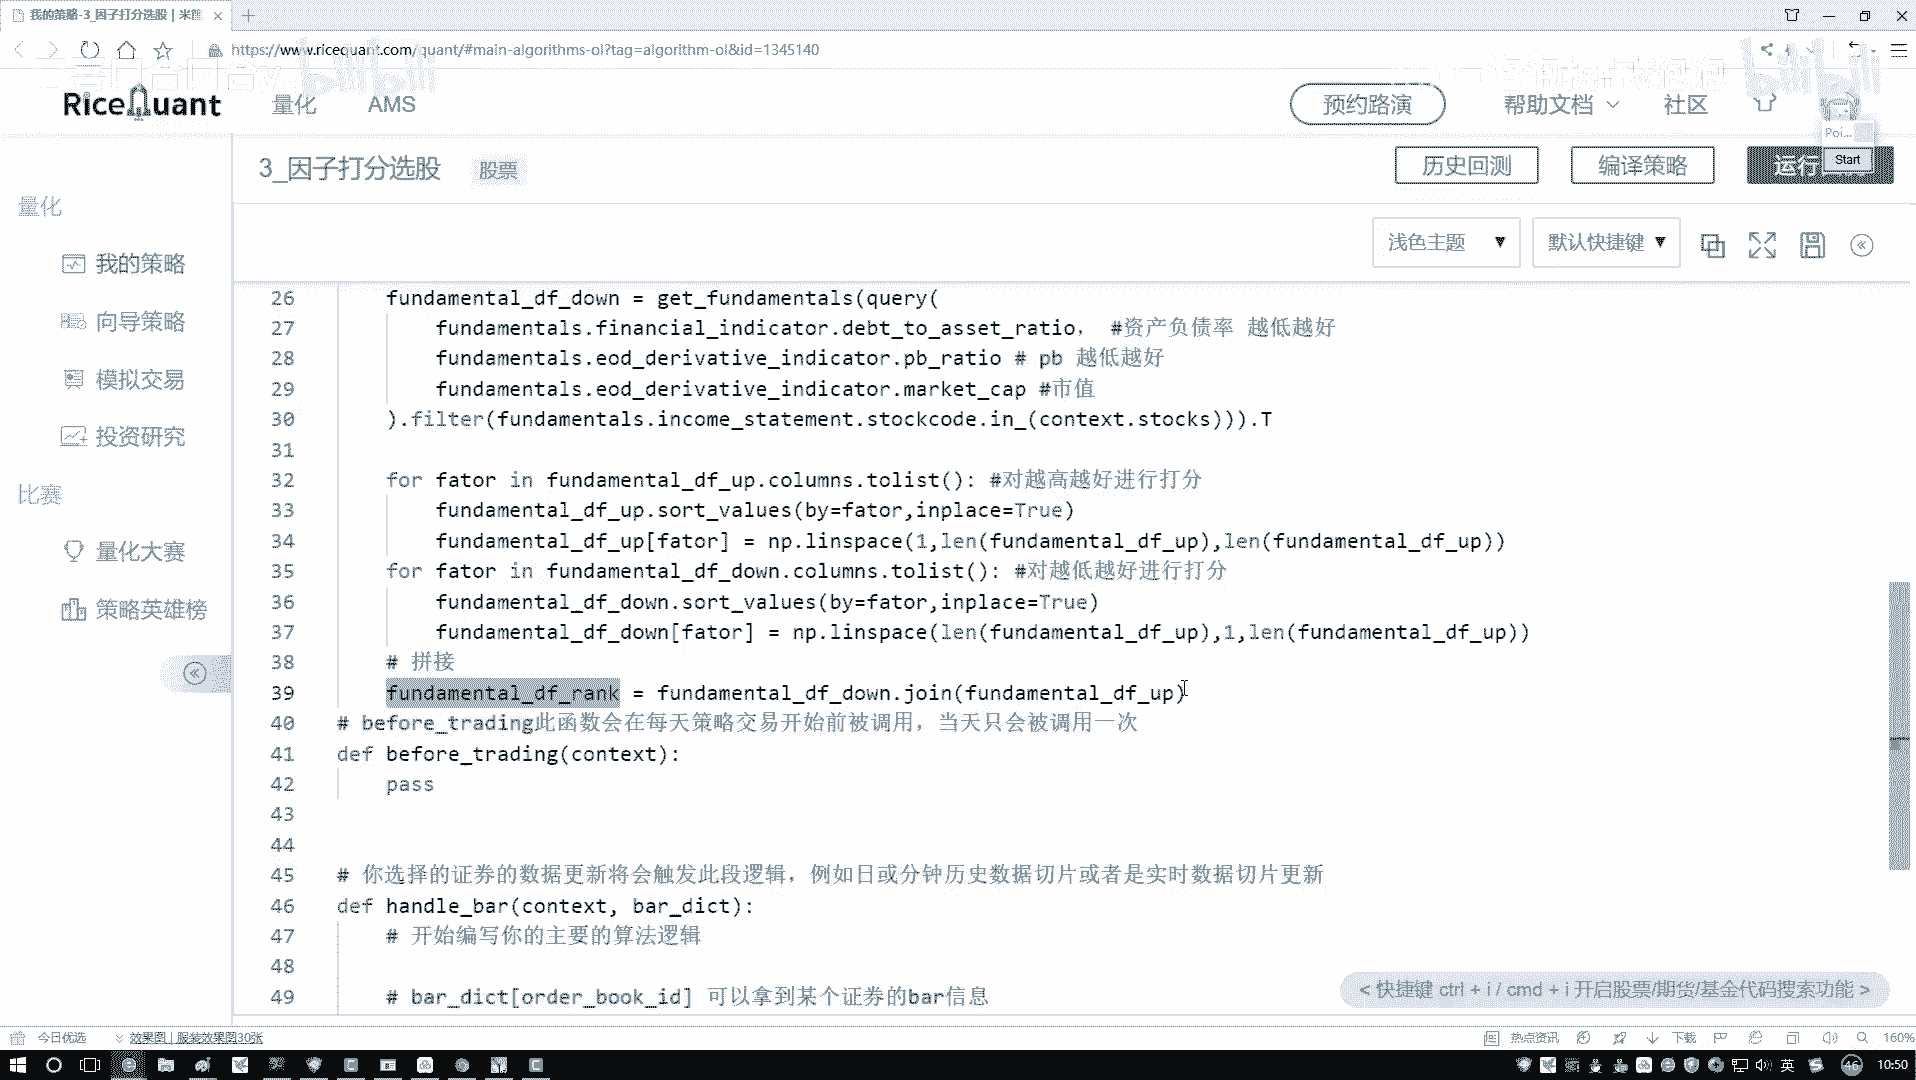 我的策略-3_因子打分选股 | 米筐
https://www.ricequant.com/quant/#main-algorithms-ol?tag=algorithm-ol&id=1345140
bilibili
bilibili
RiceQuant
量化
AMS
预约路演
帮助文档
社区
Poi...
Start
3_因子打分选股
股票
历史回测
编译策略
运行
量化
我的策略
向导策略
模拟交易
投资研究
比赛
量化大赛
策略英雄榜
浅色主题
默认快捷键
26 fundamental_df_down = get_fundamentals(query(
27 fundamentals.financial_indicator.debt_to_asset_ratio, #资产负债率 越低越好
28 fundamentals.eod_derivative_indicator.pb_ratio # pb 越低越好
29 fundamentals.eod_derivative_indicator.market_cap #市值
30 ).filter(fundamentals.income_statement.stockcode.in_(context.stocks))).T
31
32 for fator in fundamental_df_up.columns.tolist(): #对越高越好进行打分
33 fundamental_df_up.sort_values(by=fator,inplace=True)
34 fundamental_df_up[fator] = np.linspace(1,len(fundamental_df_up),len(fundamental_df_up))
35 for fator in fundamental_df_down.columns.tolist(): #对越低越好进行打分
36 fundamental_df_down.sort_values(by=fator,inplace=True)
37 fundamental_df_down[fator] = np.linspace(len(fundamental_df_up),1,len(fundamental_df_up))
38 # 拼接
39 fundamental_df_rank = fundamental_df_down.join(fundamental_df_up)
40 # before_trading此函数会在每天策略交易开始前被调用，当天只会被调用一次
41 def before_trading(context):
42 pass
43
44
45 # 你选择的证券的数据更新将会触发此段逻辑，例如日或分钟历史数据切片或者是实时数据切片更新
46 def handle_bar(context, bar_dict):
47 # 开始编写你的主要的算法逻辑
48
49 # bar_dict[order_book_id] 可以拿到某个证券的bar信息
< 快捷键 ctrl + i / cmd + i 开启股票/期货/基金代码搜索功能 >
今日优选
效果图 | 服装效果图30张
热点资讯
下载
160%
英
46
10:50